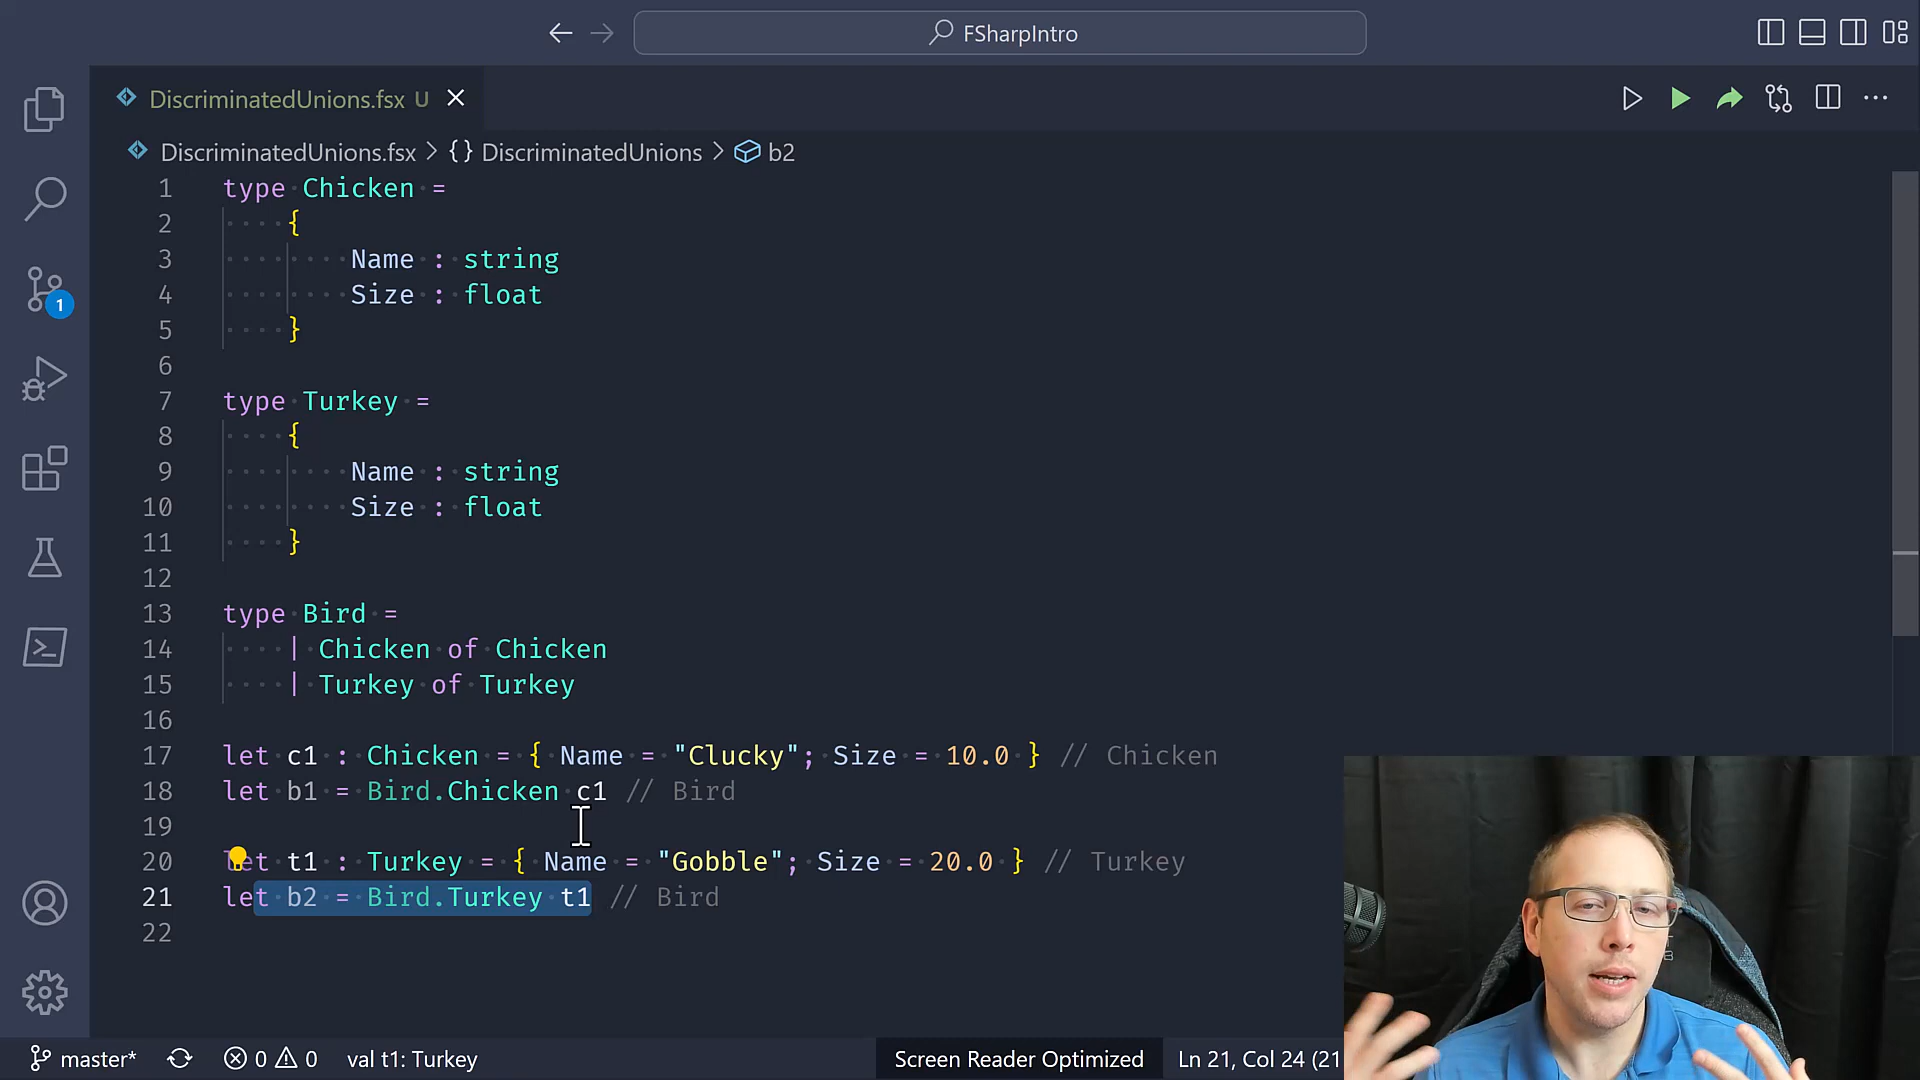 FSharpIntro
DiscriminatedUnions.fsx U
DiscriminatedUnions.fsx > {} DiscriminatedUnions > b2
1 type Chicken =
2 {
3 Name : string
4 Size : float
5 }
6
7 type Turkey =
8 {
9 Name : string
10 Size : float
11 }
12
13 type Bird =
14 | Chicken of Chicken
15 | Turkey of Turkey
16
17 let c1 : Chicken = { Name = "Clucky"; Size = 10.0 } // Chicken
18 let b1 = Bird.Chicken c1 // Bird
19
20 let t1 : Turkey = { Name = "Gobble"; Size = 20.0 } // Turkey
21 let b2 = Bird.Turkey t1 // Bird
22
1
master* 0 0 val t1: Turkey Screen Reader Optimized Ln 21, Col 24 (21